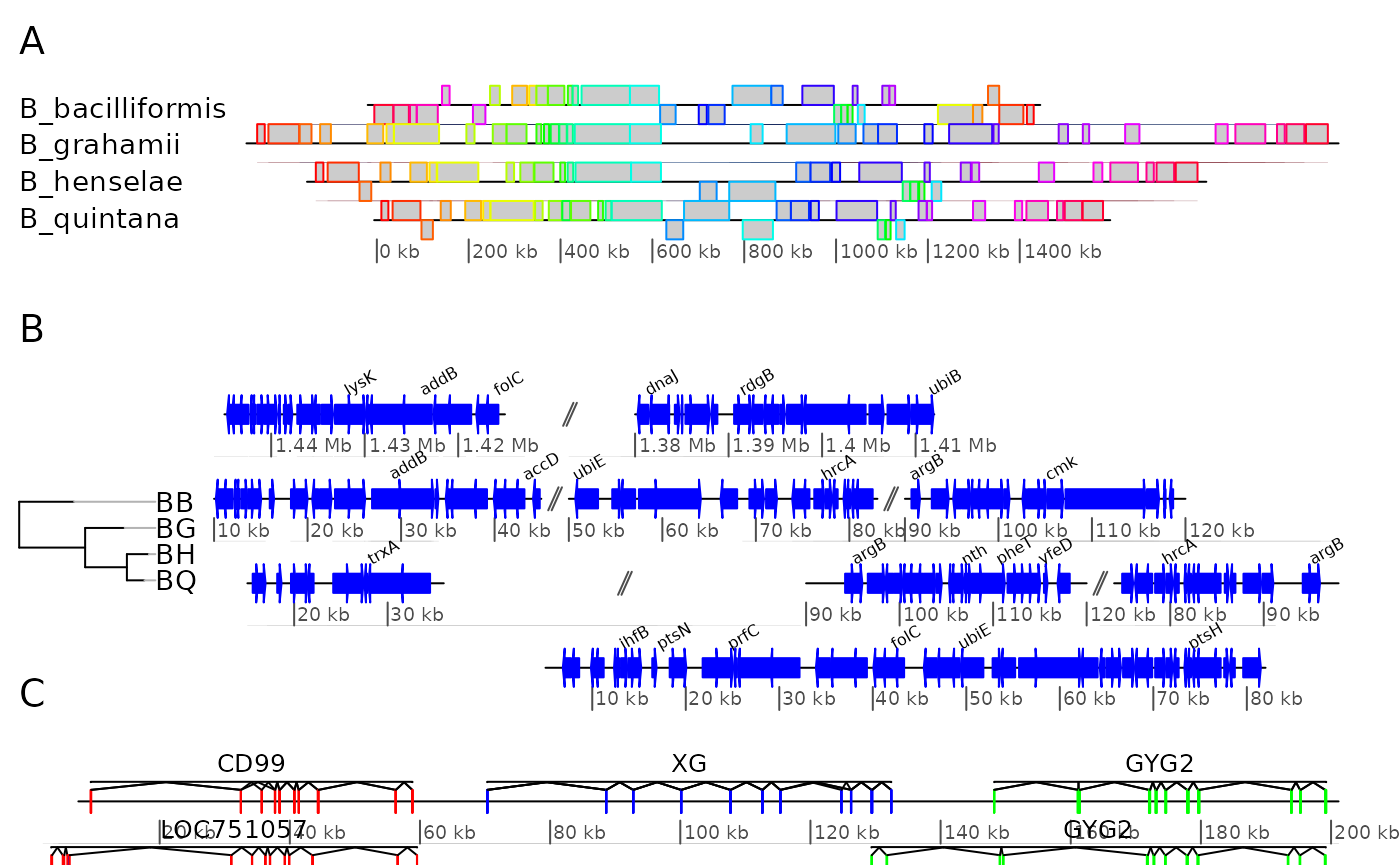 A
B_bacilliformis
B_grahamii
B_henselae
B_quintana
0 kb 200 kb 400 kb 600 kb 800 kb 1000 kb 1200 kb 1400 kb
B
lysK addB folC dnaJ rdgB ubiB
1.44 Mb 1.43 Mb 1.42 Mb 1.38 Mb 1.39 Mb 1.4 Mb 1.41 Mb
addB accD ubiE hrcA argB cmk
BB
10 kb 20 kb 30 kb 40 kb 50 kb 60 kb 70 kb 80 kb 90 kb 100 kb 110 kb 120 kb
BG
trxA argB nth pheT yfeD hrcA argB
BH
BQ
20 kb 30 kb 90 kb 100 kb 110 kb 120 kb 80 kb 90 kb
ihfB ptsN prfC folC ubiE ptsH
10 kb 20 kb 30 kb 40 kb 50 kb 60 kb 70 kb 80 kb
C
CD99 XG GYG2
20 kb 40 kb 60 kb 80 kb 100 kb 120 kb 140 kb 160 kb 180 kb 200 kb
LOC751057 GYG2